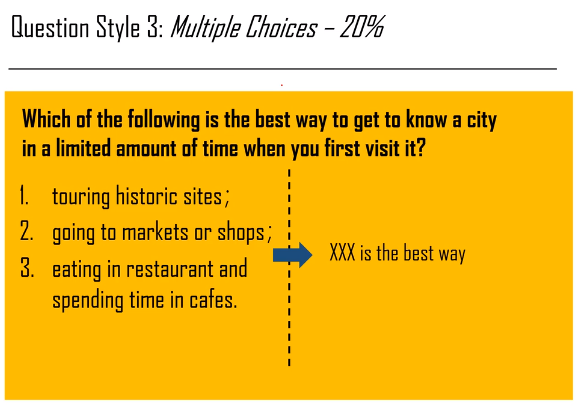 Question Style 3: Multiple Choices – 20%
Which of the following is the best way to get to know a city
in a limited amount of time when you first visit it?
1. touring historic sites;
2. going to markets or shops;
3. eating in restaurant and
spending time in cafes.
XXX is the best way